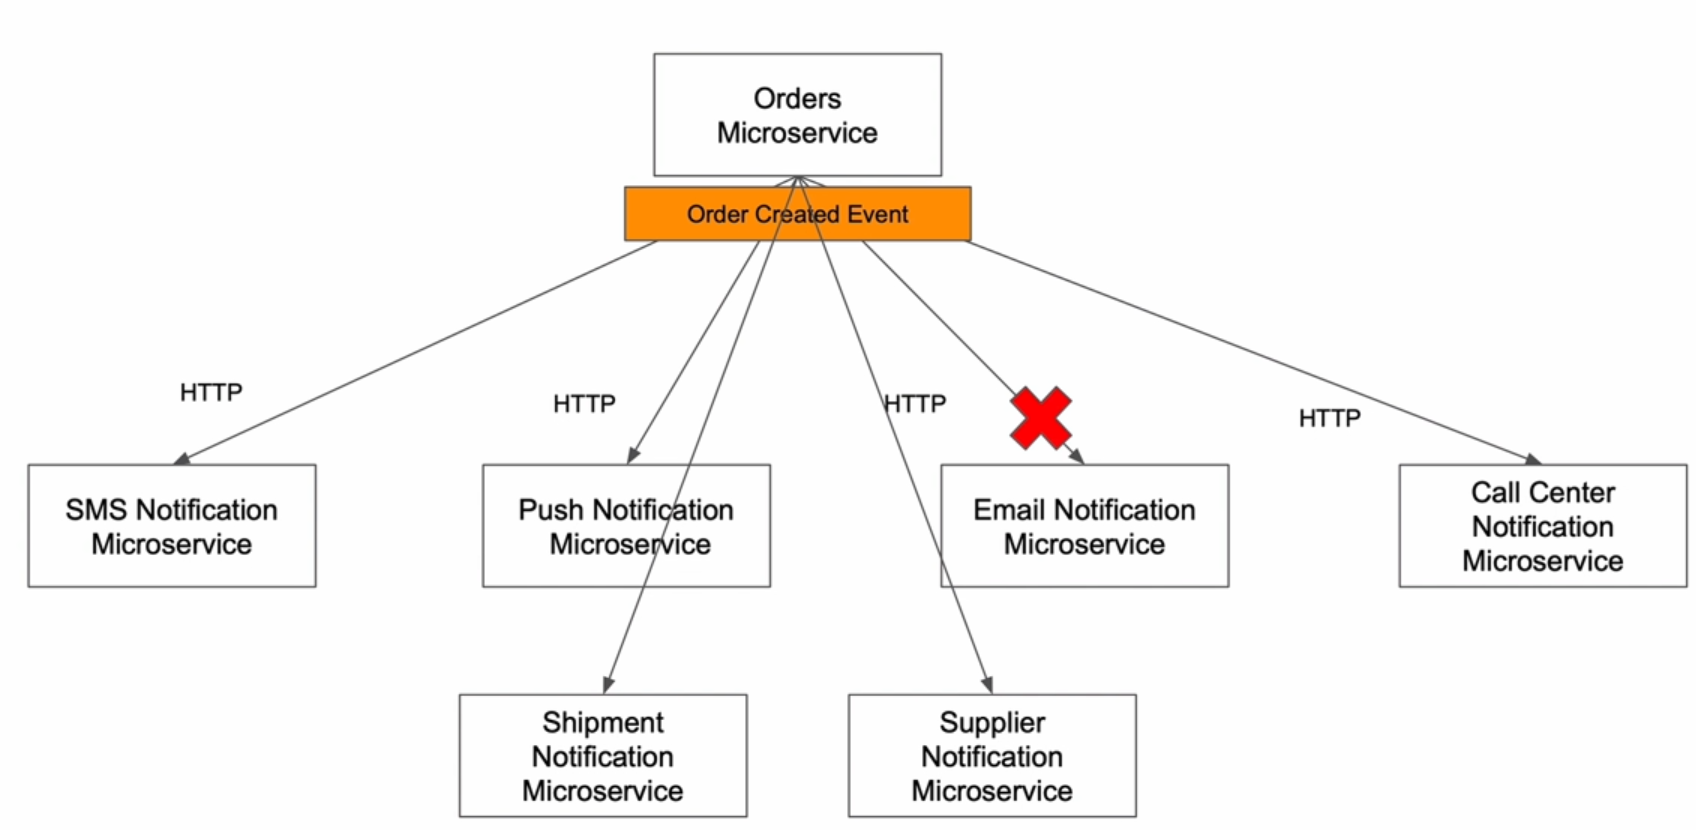 Orders
Microservice
Order Created Event
HTTP
HTTP
HTTP
HTTP
SMS Notification
Microservice
Push Notification
Microservice
Email Notification
Microservice
Call Center
Notification
Microservice
Shipment
Notification
Microservice
Supplier
Notification
Microservice